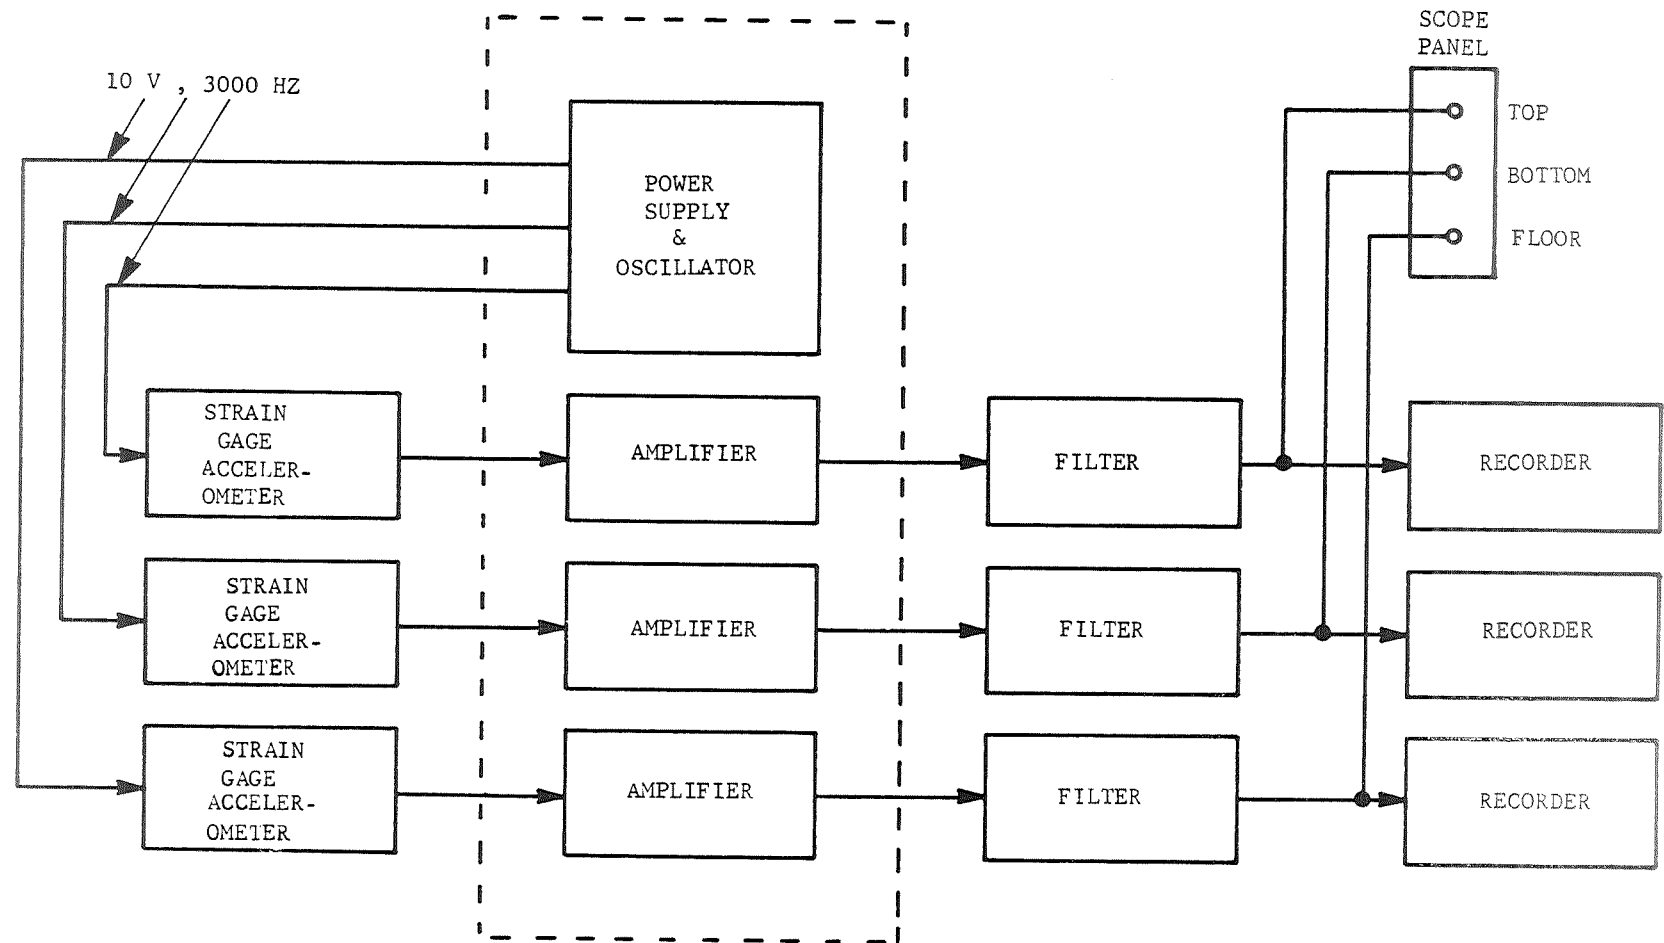 SCOPE
PANEL
10 V , 3000 HZ
TOP
BOTTOM
FLOOR
POWER
SUPPLY
&
OSCILLATOR
STRAIN
GAGE
ACCELER-
OMETER
AMPLIFIER
FILTER
RECORDER
STRAIN
GAGE
ACCELER-
OMETER
AMPLIFIER
FILTER
RECORDER
STRAIN
GAGE
ACCELER-
OMETER
AMPLIFIER
FILTER
RECORDER